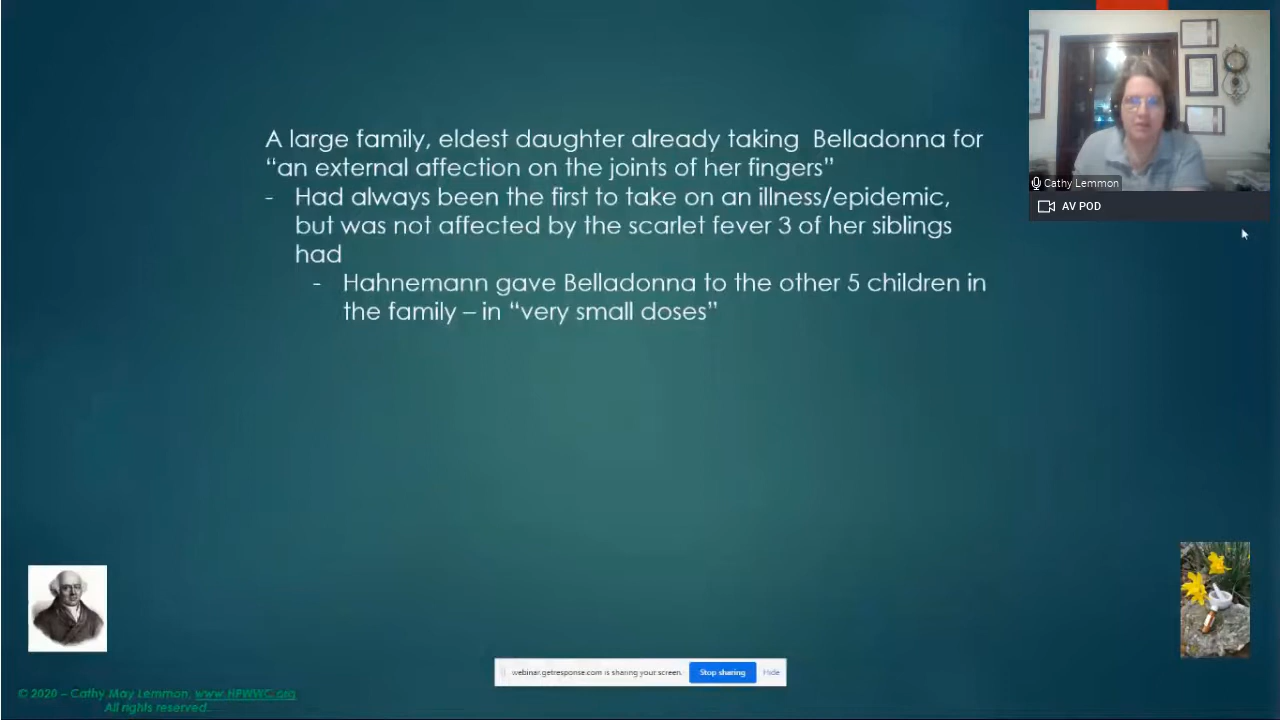 A large family, eldest daughter already taking Belladonna for
“an external affection on the joints of her fingers”
- Had always been the first to take on an illness/epidemic,
but was not affected by the scarlet fever 3 of her siblings
had
- Hahnemann gave Belladonna to the other 5 children in
the family – in “very small doses”
Cathy Lemmon
AV POD
webinar.getresponse.com is sharing your screen. Stop sharing Hide
© 2020 – Cathy May Lemmon, www.HPWWC.org
All rights reserved.